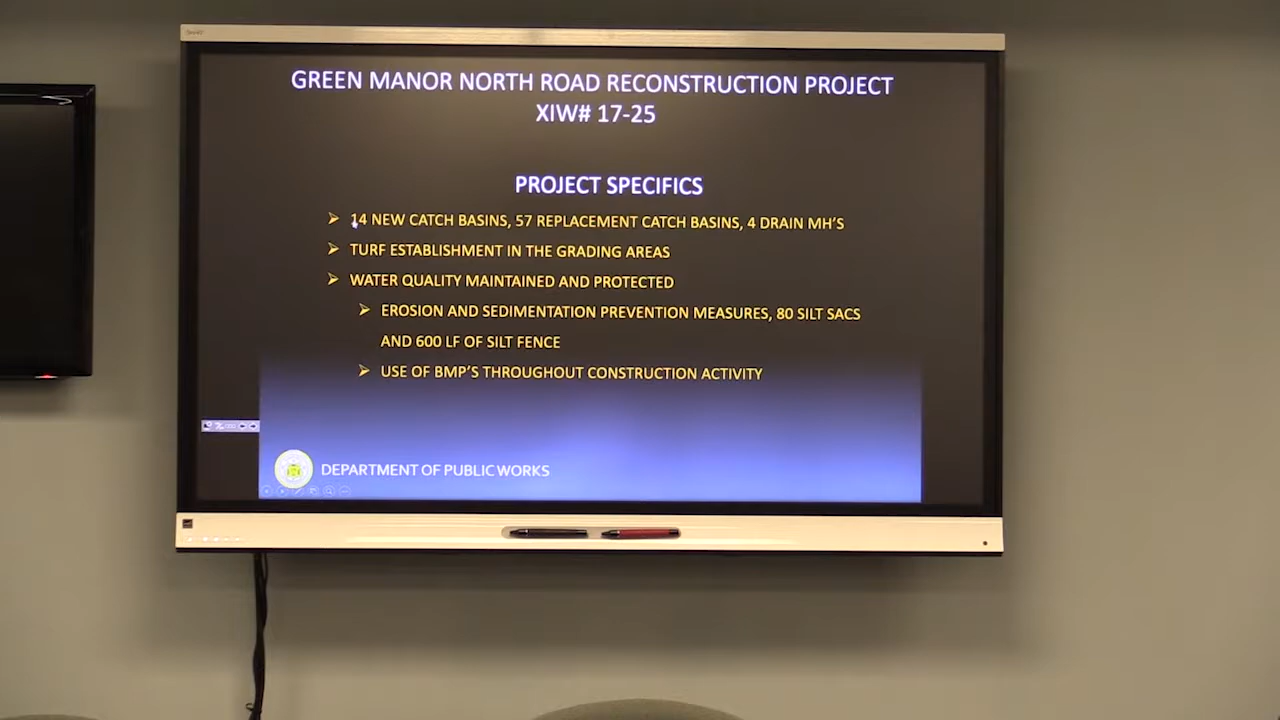 GREEN MANOR NORTH ROAD RECONSTRUCTION PROJECT
XIW# 17-25
PROJECT SPECIFICS
14 NEW CATCH BASINS, 57 REPLACEMENT CATCH BASINS, 4 DRAIN MH'S
TURF ESTABLISHMENT IN THE GRADING AREAS
WATER QUALITY MAINTAINED AND PROTECTED
EROSION AND SEDIMENTATION PREVENTION MEASURES, 80 SILT SACS
AND 600 LF OF SILT FENCE
USE OF BMP'S THROUGHOUT CONSTRUCTION ACTIVITY
DEPARTMENT OF PUBLIC WORKS